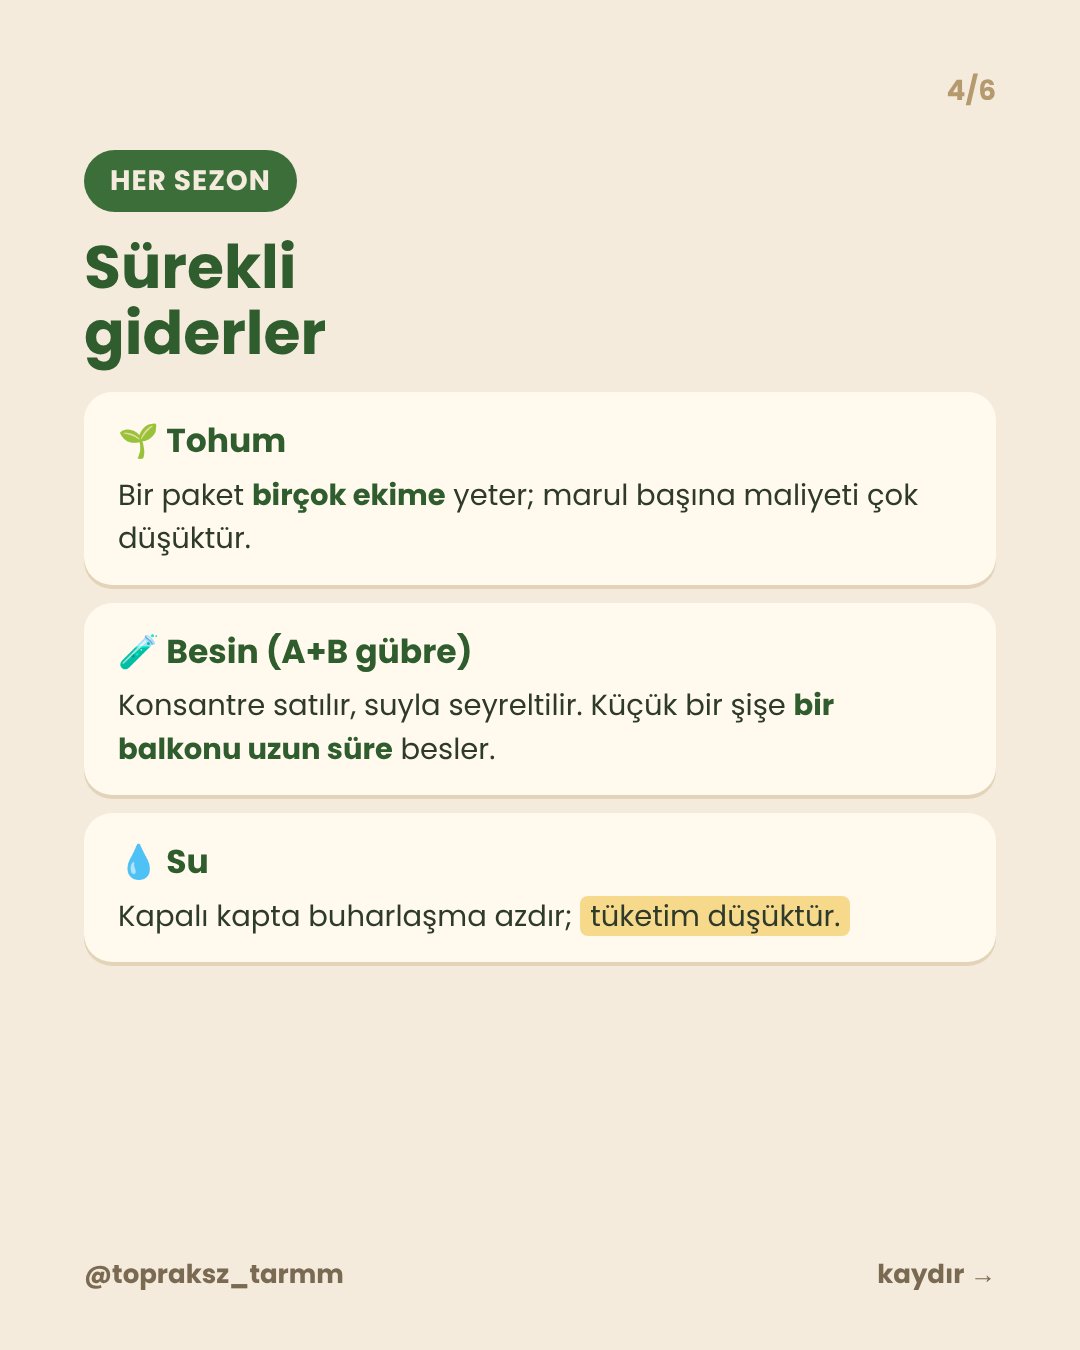 4/6
HER SEZON
Sürekli
giderler
🌱 Tohum
Bir paket birçok ekime yeter; marul başına maliyeti çok
düşüktür.
🧪 Besin (A+B gübre)
Konsantre satılır, suyla seyreltilir. Küçük bir şişe bir
balkonu uzun süre besler.
💧 Su
Kapalı kapta buharlaşma azdır; tüketim düşüktür.
@topraksz_tarmm
kaydır →